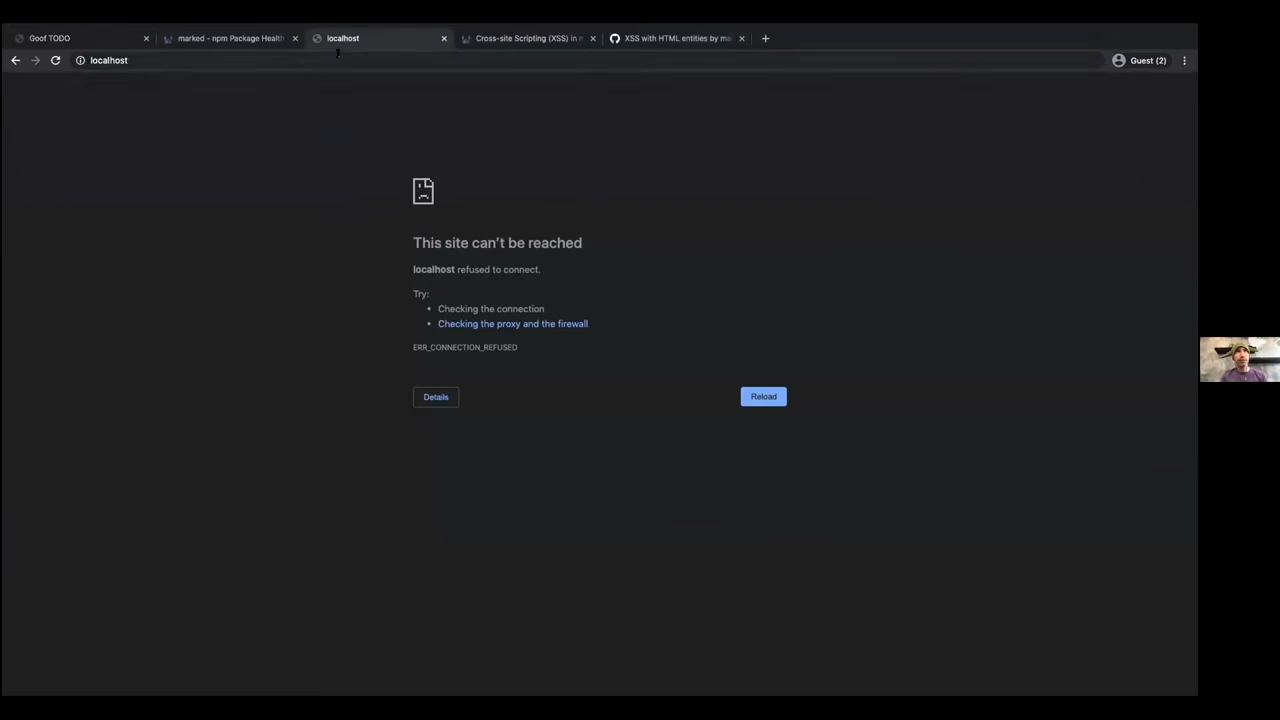 Goof TODO
marked - npm Package Health
localhost
Cross-site Scripting (XSS) in
XSS with HTML entities by
localhost
Guest (2)
This site can't be reached
localhost refused to connect.
Try:
Checking the connection
Checking the proxy and the firewall
ERR_CONNECTION_REFUSED
Details
Reload